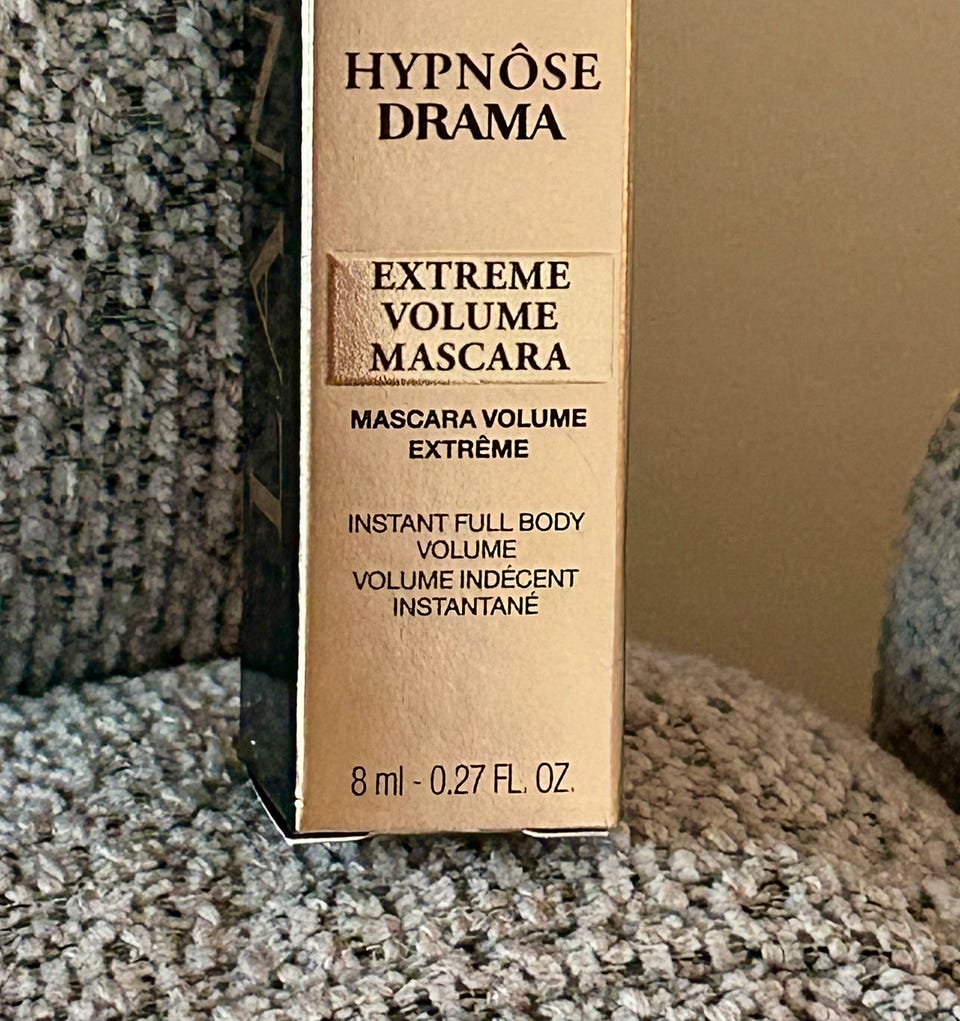 HYPNÔSE
DRAMA
EXTREME
VOLUME
MASCARA
MASCARA VOLUME
EXTRÊME
INSTANT FULL BODY
VOLUME
VOLUME INDÉCENT
INSTANTANÉ
8 ml - 0.27 FL. OZ.